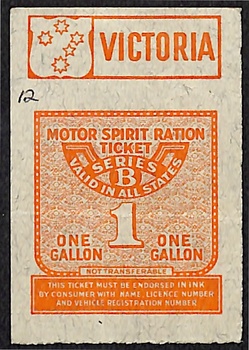 VICTORIA
12
MOTOR SPIRIT RATION
TICKET
SERIES
B
VALID IN ALL STATES
1
ONE GALLON ONE GALLON
NOT TRANSFERABLE
THIS TICKET MUST BE ENDORSED IN INK
BY CONSUMER WITH NAME, LICENCE NUMBER
AND VEHICLE REGISTRATION NUMBER